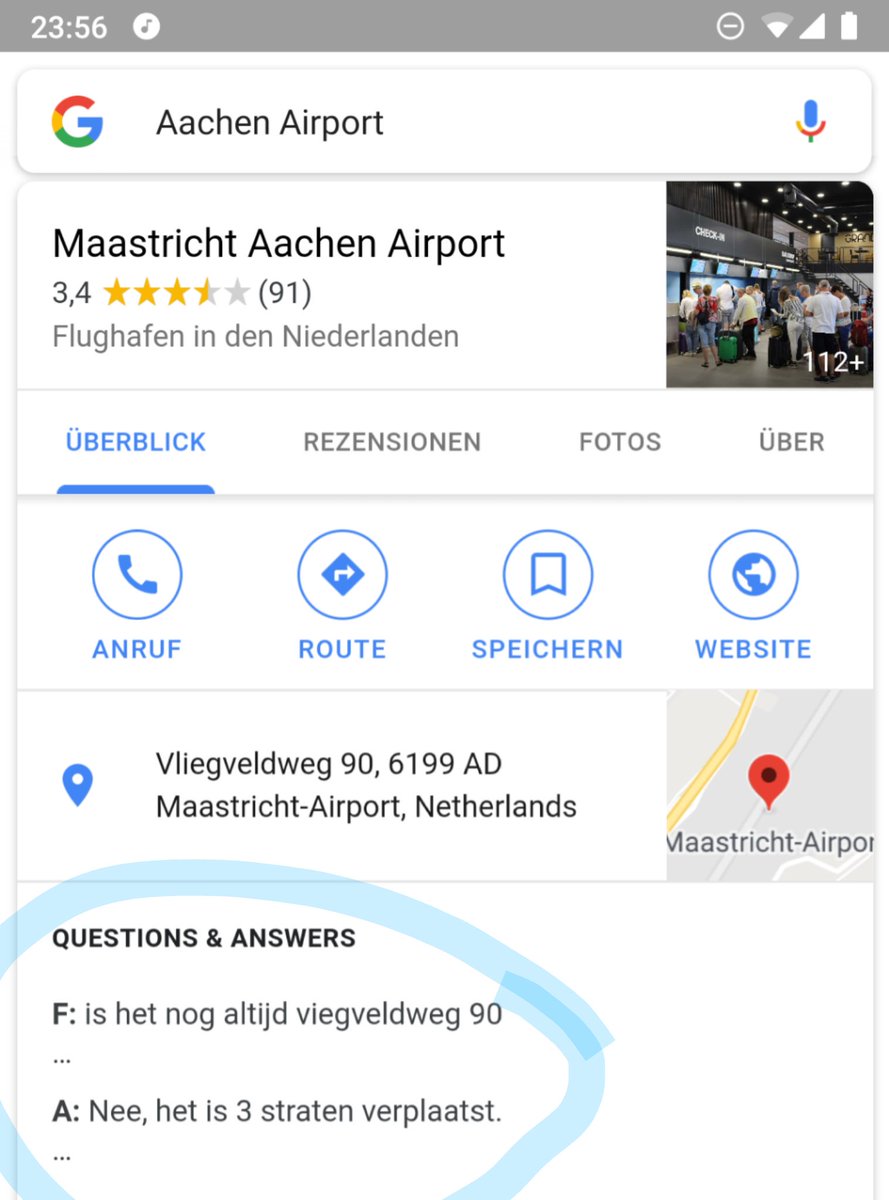 23:56
Aachen Airport
Maastricht Aachen Airport
3,4 (91)
Flughafen in den Niederlanden
CHECK-IN
112+
ÜBERBLICK REZENSIONEN FOTOS ÜBER
ANRUF ROUTE SPEICHERN WEBSITE
Vliegveldweg 90, 6199 AD
Maastricht-Airport, Netherlands
Maastricht-Airpor
QUESTIONS & ANSWERS
F: is het nog altijd viegveldweg 90
...
A: Nee, het is 3 straten verplaatst.
...